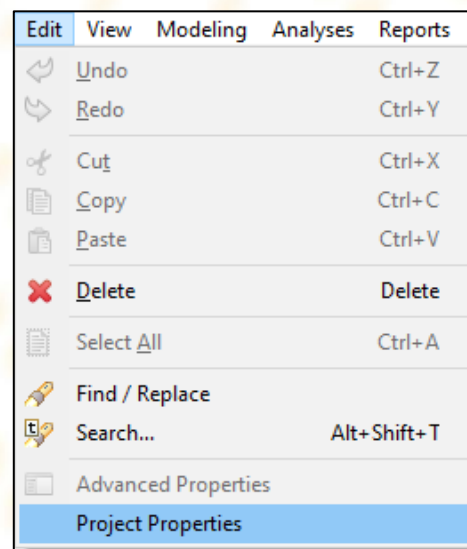 Edit View Modeling Analyses Reports
Undo Ctrl+Z
Redo Ctrl+Y
Cut Ctrl+X
Copy Ctrl+C
Paste Ctrl+V
Delete Delete
Select All Ctrl+A
Find / Replace
Search... Alt+Shift+T
Advanced Properties
Project Properties